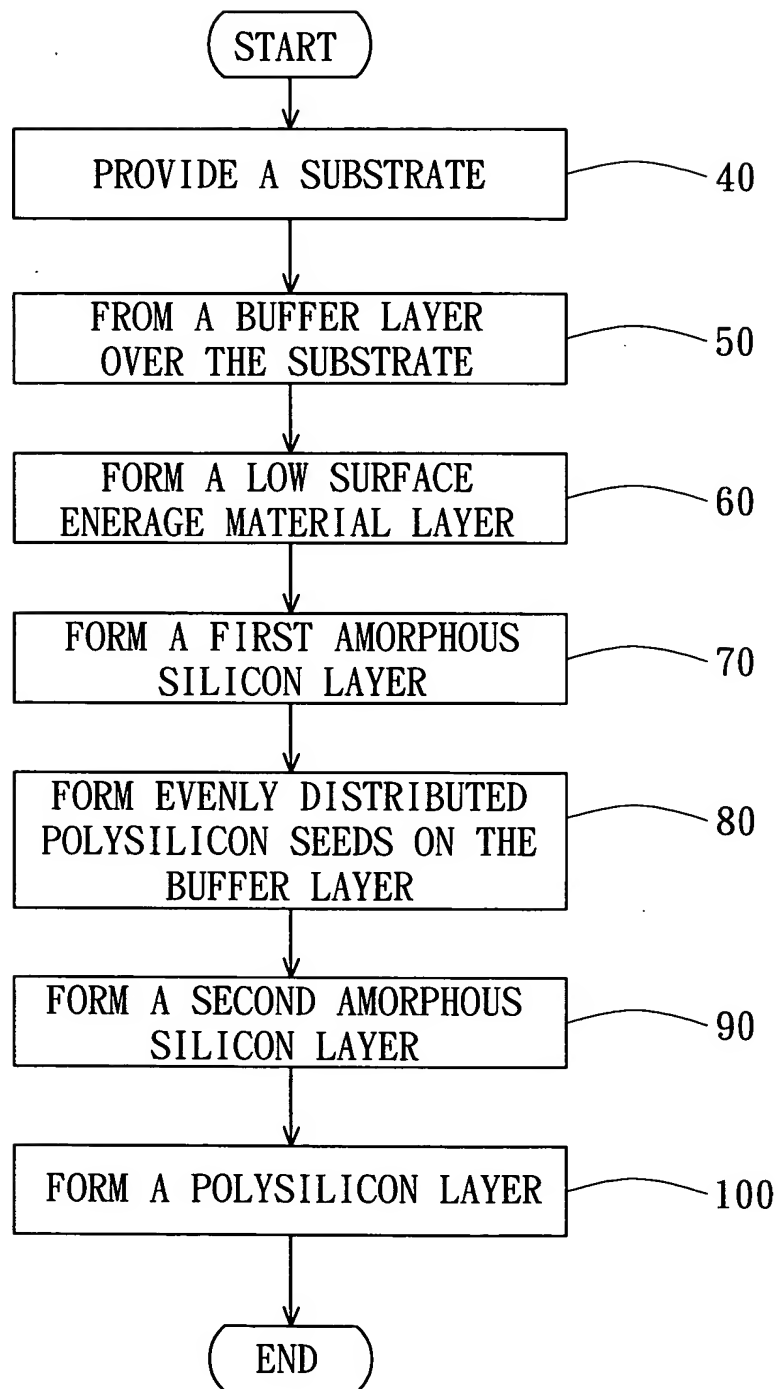 START
PROVIDE A SUBSTRATE
40
FROM A BUFFER LAYER
OVER THE SUBSTRATE
50
FORM A LOW SURFACE
ENERAGE MATERIAL LAYER
60
FORM A FIRST AMORPHOUS
SILICON LAYER
70
FORM EVENLY DISTRIBUTED
POLYSILICON SEEDS ON THE
BUFFER LAYER
80
FORM A SECOND AMORPHOUS
SILICON LAYER
90
FORM A POLYSILICON LAYER
100
END